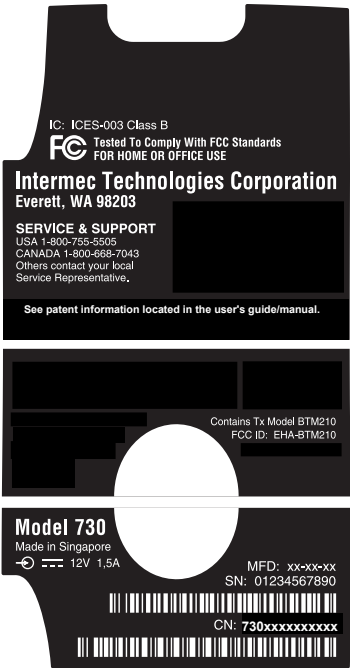 IC: ICES-003 Class B
FC Tested To Comply With FCC Standards
FOR HOME OR OFFICE USE
Intermec Technologies Corporation
Everett, WA 98203
SERVICE & SUPPORT
USA 1-800-755-5505
CANADA 1-800-668-7043
Others contact your local
Service Representative.
See patent information located in the user's guide/manual.
Contains Tx Model BTM210
FCC ID: EHA-BTM210
Model 730
Made in Singapore
12V 1,5A
MFD: xx-xx-xx
SN: 01234567890
CN: 730xxxxxxxxxx